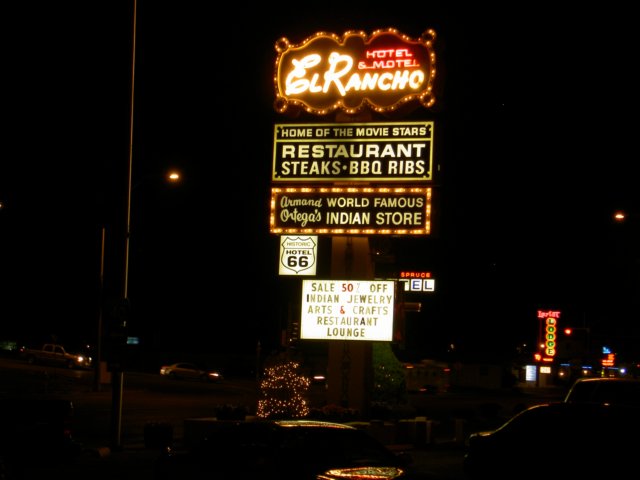 HOTEL
& MOTEL
El RANCHO
HOME OF THE MOVIE STARS
RESTAURANT
STEAKS • BBQ RIBS
Armand Ortega's
WORLD FAMOUS
INDIAN STORE
HISTORIC
HOTEL
66
SALE 50% OFF
INDIAN JEWELRY
ARTS & CRAFTS
RESTAURANT
LOUNGE
SPRUCE
TEL
LODGE